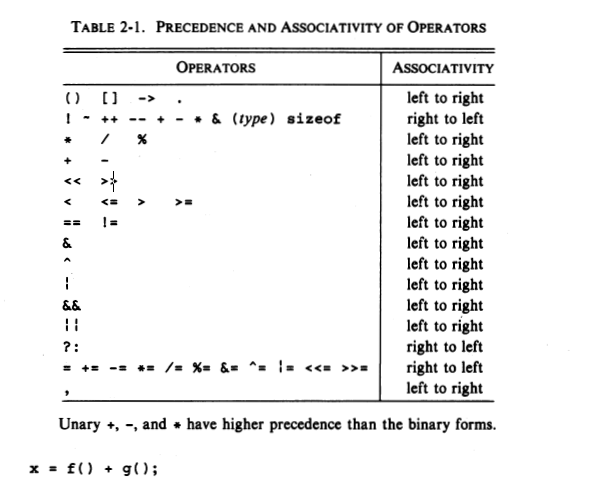 TABLE 2-1. PRECEDENCE AND ASSOCIATIVITY OF OPERATORS
OPERATORS ASSOCIATIVITY
() [] -> . left to right
! ~ ++ -- + - * & (type) sizeof right to left
* / % left to right
+ - left to right
<< >> left to right
< <= > >= left to right
== != left to right
& left to right
^ left to right
| left to right
&& left to right
|| left to right
?: right to left
= += -= *= /= %= &= ^= |= <<= >>= right to left
, left to right
Unary +, -, and * have higher precedence than the binary forms.
x = f() + g();